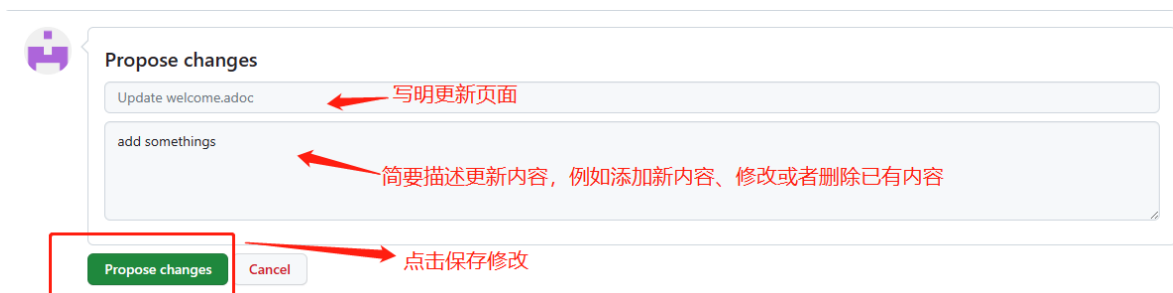 Propose changes
Update welcome.adoc
写明更新页面
add somethings
简要描述更新内容，例如添加新内容、修改或者删除已有内容
点击保存修改
Propose changes
Cancel